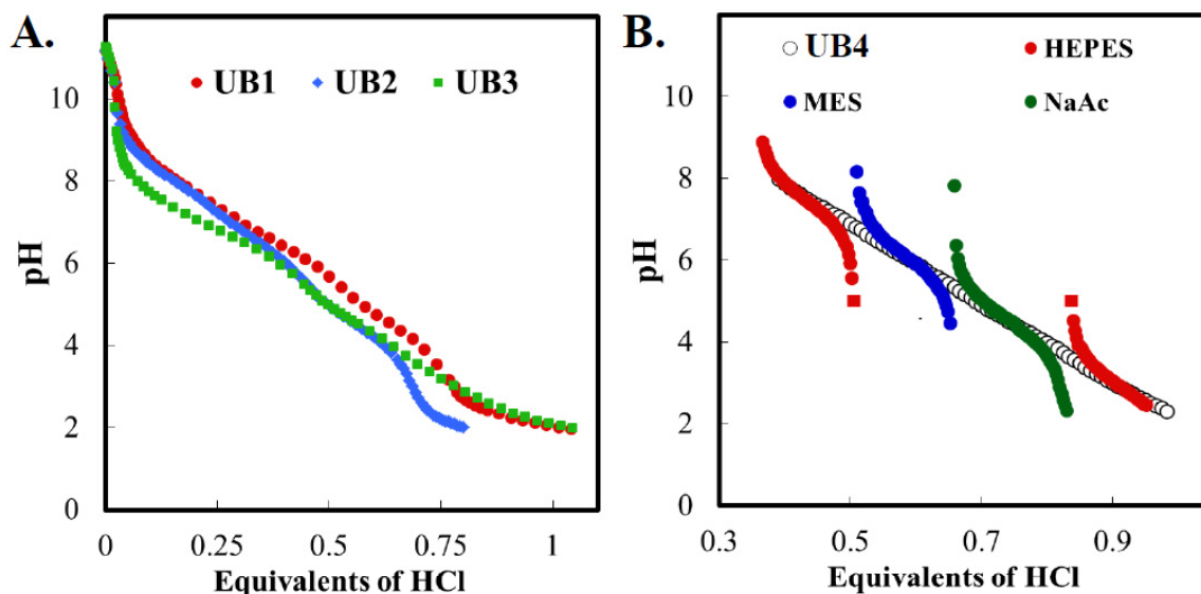 A.
UB1 UB2 UB3
pH
10
8
6
4
2
0
0 0.25 0.5 0.75 1
Equivalents of HCl
B.
UB4 HEPES
MES NaAc
pH
10
8
6
4
2
0
0.3 0.5 0.7 0.9
Equivalents of HCl